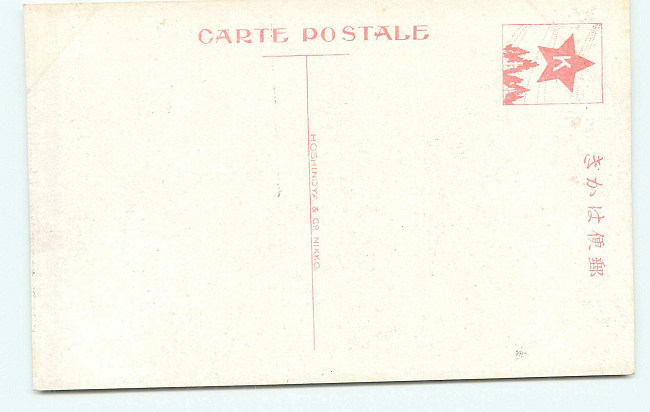 CARTE POSTALE
K
HOSHINOYA & CO. NIKKO
きかは便郵